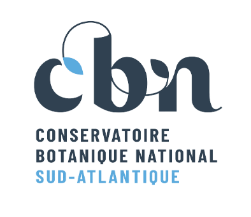 cbn
CONSERVATOIRE
BOTANIQUE NATIONAL
SUD-ATLANTIQUE